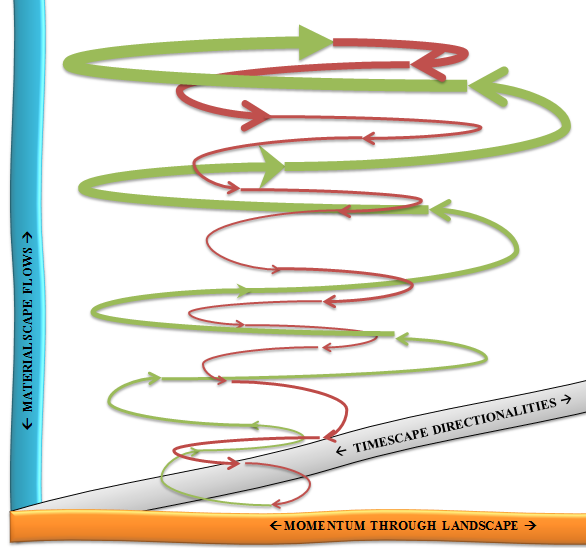 ← MATERIALSCAPE FLOWS →
← TIMESCAPE DIRECTIONALITIES →
← MOMENTUM THROUGH LANDSCAPE →